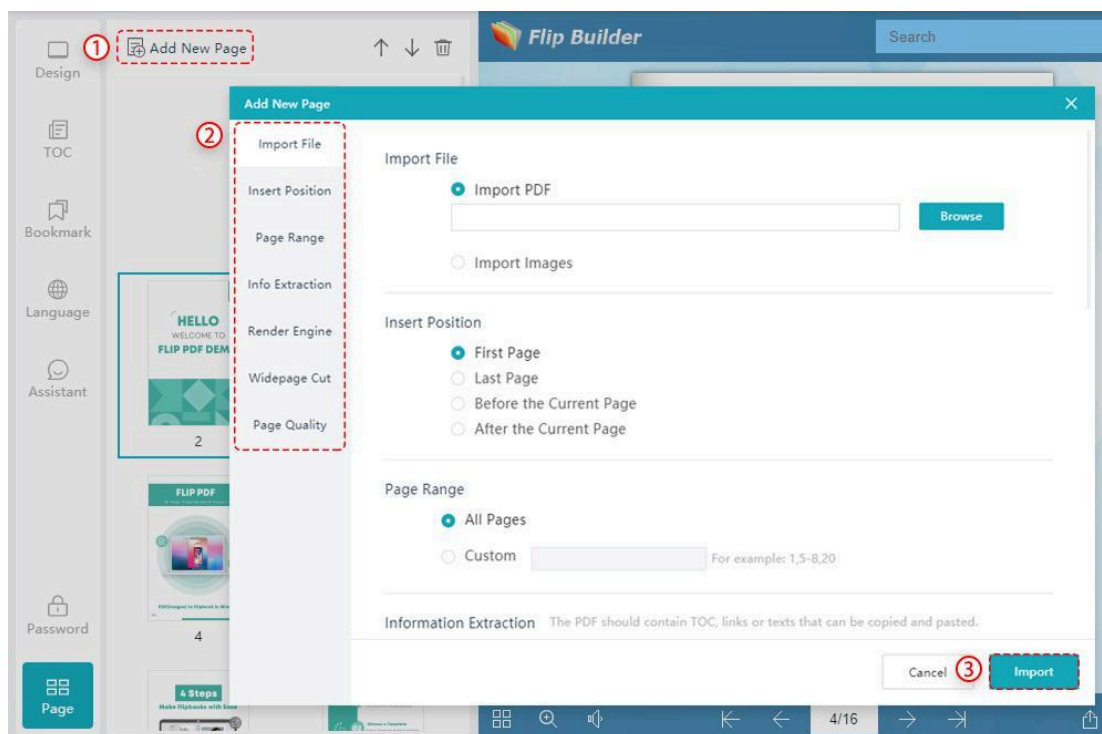 Design
TOC
Bookmark
Language
Assistant
Password
Page
① Add New Page
HELLO
WELCOME TO
FLIP PDF DEM
2
FLIP PDF
4
4 Steps
Make Flipbooks with Ease
Flip Builder
Search
Add New Page
②
Import File
Insert Position
Page Range
Info Extraction
Render Engine
Widepage Cut
Page Quality
Import File
Import PDF
Browse
Import Images
Insert Position
First Page
Last Page
Before the Current Page
After the Current Page
Page Range
All Pages
Custom For example: 1,5-8,20
Information Extraction The PDF should contain TOC, links or texts that can be copied and pasted.
Cancel ③ Import
4/16